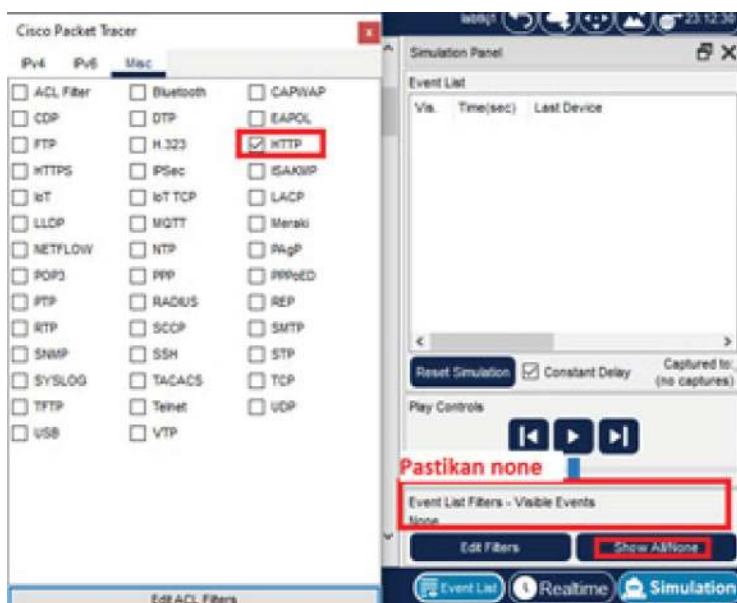 Cisco Packet Tracer
IPv4 IPv6 Misc
ACL Filter Bluetooth CAPWAP
CDP DTP EAPOL
FTP H.323 HTTP
HTTPS IPSec ISAKMP
IoT IoT TCP LACP
LLDP MQTT Meraki
NETFLOW NTP PAgP
POP3 PPP PPPoED
PTP RADIUS REP
RTP SCCP SMTP
SNMP SSH STP
SYSLOG TACACS TCP
TFTP Telnet UDP
USB VTP
Edit ACL Filters
23:12:30
Simulation Panel
Event List
Vis. Time(sec) Last Device
Reset Simulation Constant Delay Captured to:
(no captures)
Play Controls
Pastikan none
Event List Filters - Visible Events
None
Edit Filters Show All/None
Event List Realtime Simulation